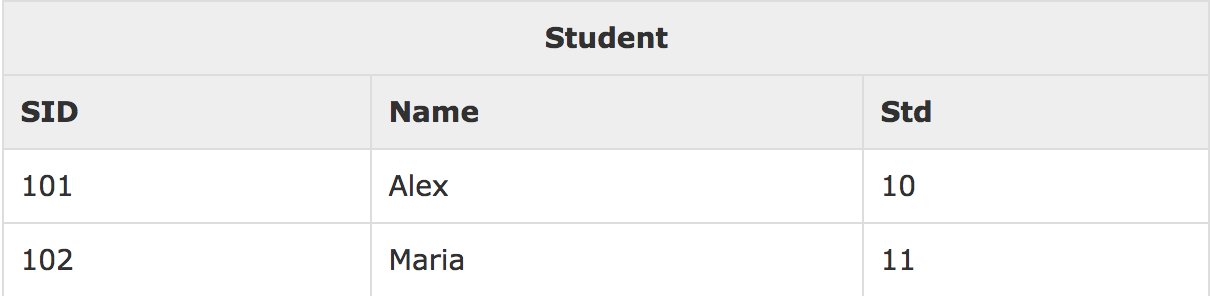 Student
SID Name Std
101 Alex 10
102 Maria 11